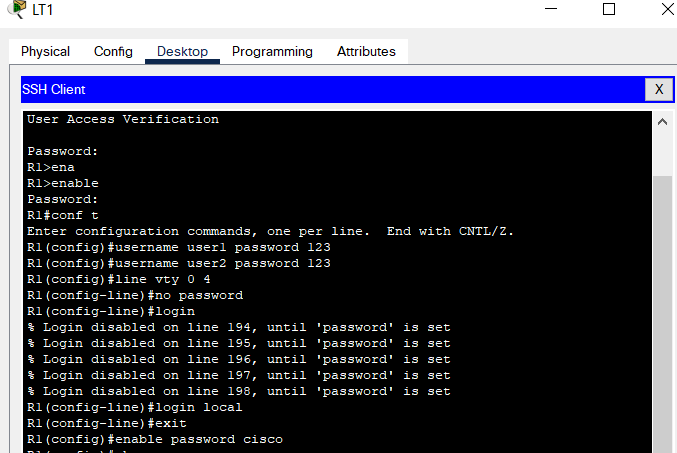 LT1
Physical Config Desktop Programming Attributes
SSH Client X
User Access Verification
Password:
R1>ena
R1>enable
Password:
R1#conf t
Enter configuration commands, one per line.  End with CNTL/Z.
R1(config)#username user1 password 123
R1(config)#username user2 password 123
R1(config)#line vty 0 4
R1(config-line)#no password
R1(config-line)#login
% Login disabled on line 194, until 'password' is set
% Login disabled on line 195, until 'password' is set
% Login disabled on line 196, until 'password' is set
% Login disabled on line 197, until 'password' is set
% Login disabled on line 198, until 'password' is set
R1(config-line)#login local
R1(config-line)#exit
R1(config)#enable password cisco